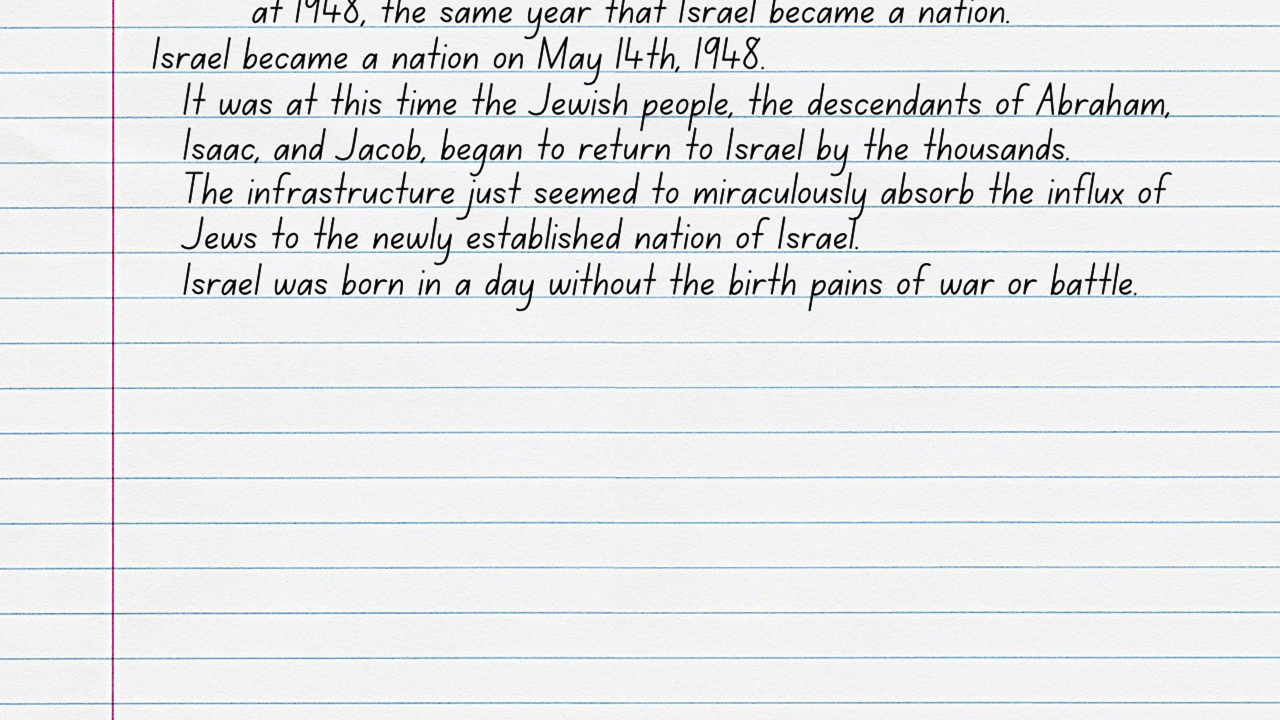 at 1948, the same year that Israel became a nation.
Israel became a nation on May 14th, 1948.
It was at this time the Jewish people, the descendants of Abraham,
Isaac, and Jacob, began to return to Israel by the thousands.
The infrastructure just seemed to miraculously absorb the influx of
Jews to the newly established nation of Israel.
Israel was born in a day without the birth pains of war or battle.